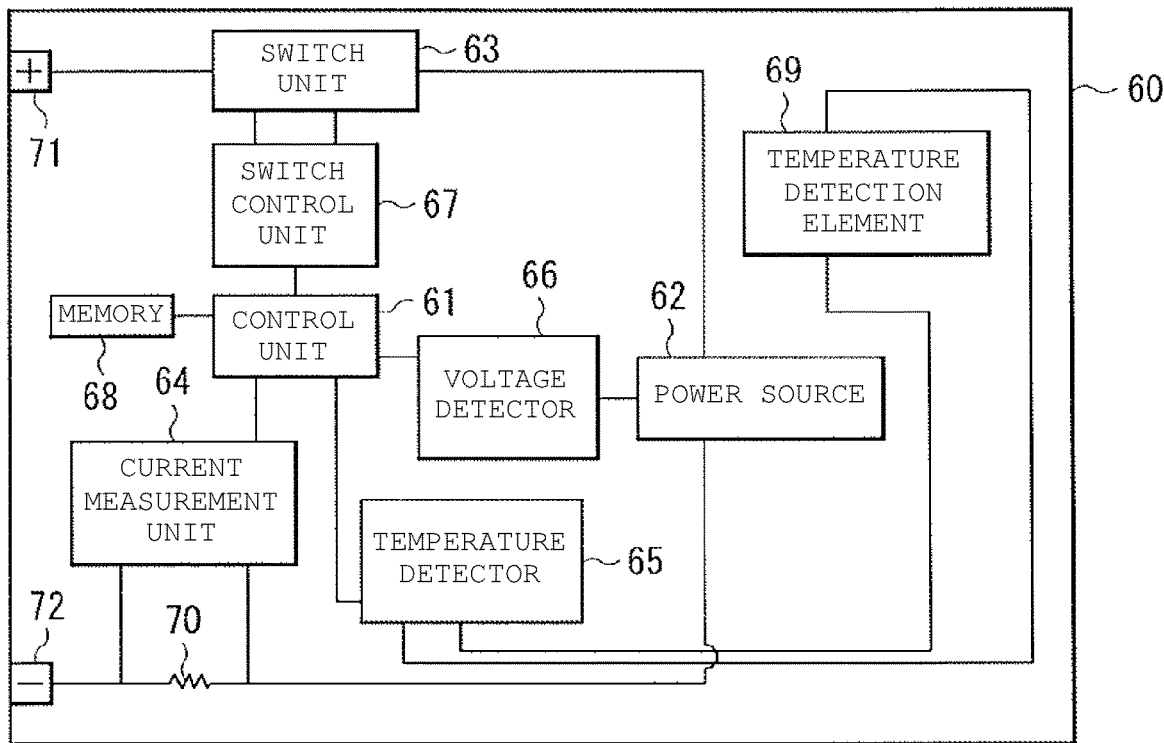 SWITCH
UNIT
63
+
71
69
60
TEMPERATURE
DETECTION
ELEMENT
SWITCH
CONTROL
UNIT
67
MEMORY
68
CONTROL
UNIT
61
66
62
VOLTAGE
DETECTOR
POWER SOURCE
64
CURRENT
MEASUREMENT
UNIT
TEMPERATURE
DETECTOR
65
72
−
70